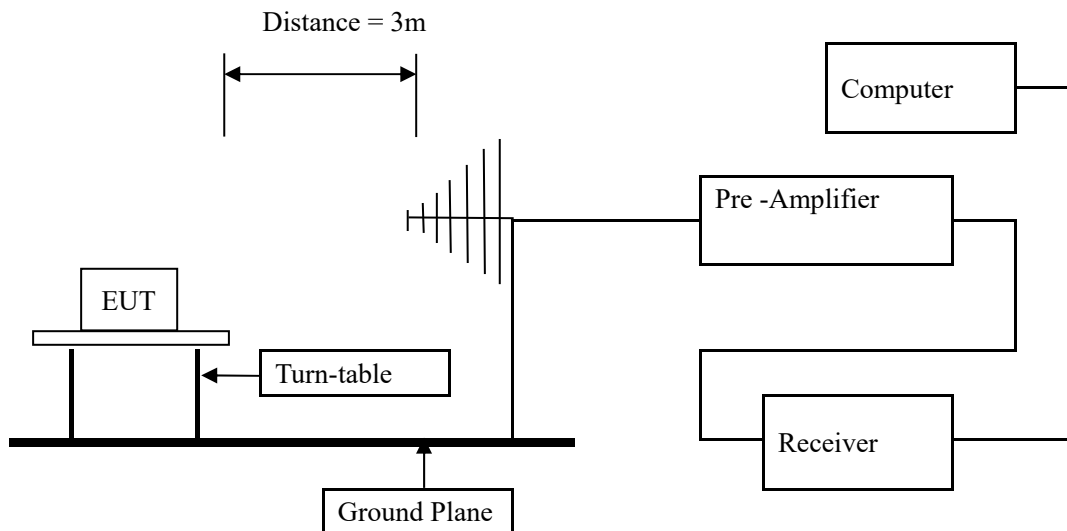 Distance = 3m
Computer
Pre -Amplifier
EUT
Turn-table
Receiver
Ground Plane